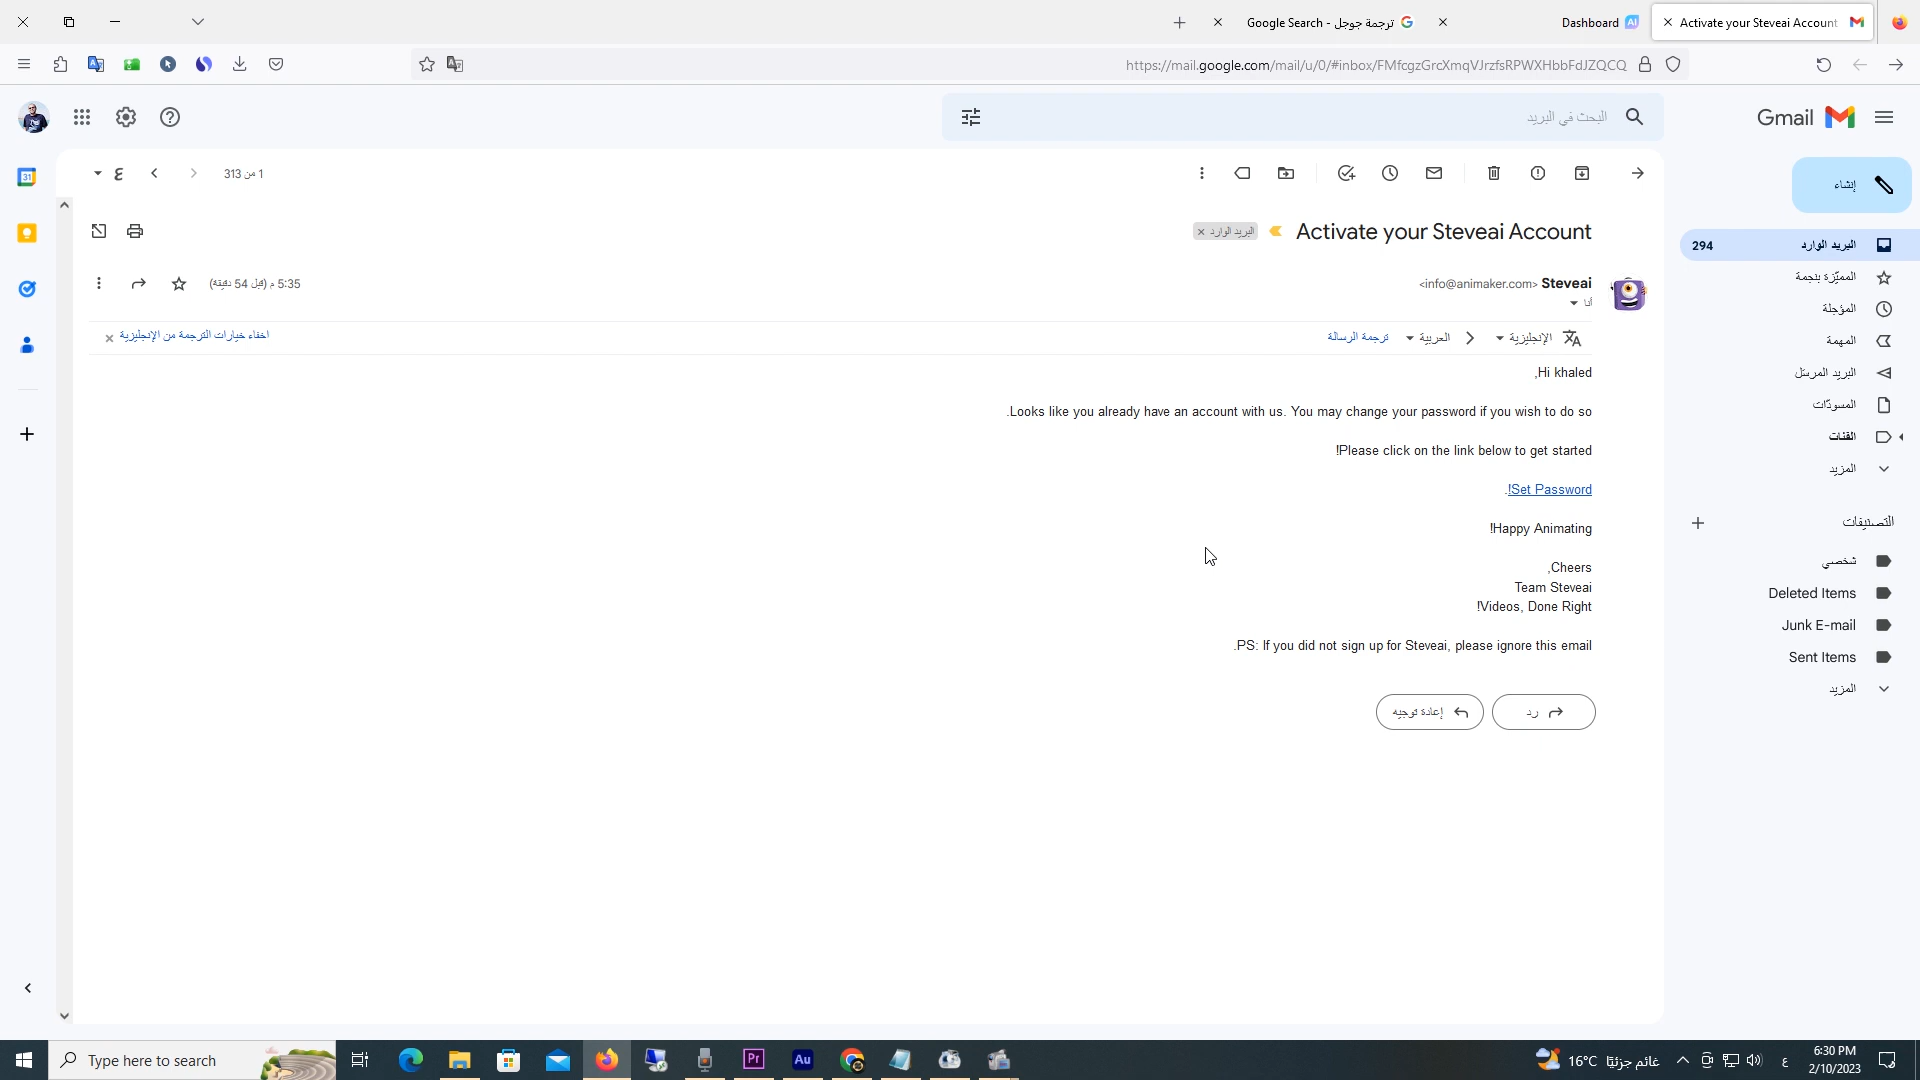 Activate your Steveai Account
Dashboard
ترجمة جوجل - Google Search
https://mail.google.com/mail/u/0/#inbox/FMfcgzGrcXmqVJrzfsRPWXHbbFdJZQCQ
Gmail
البحث في البريد
إنشاء
1 من 313
ع
البريد الوارد
294
المميّزة بنجمة
المؤجلة
المهمة
البريد المرسَل
المسودّات
الفئات
المزيد
التصنيفات
شخصي
Deleted Items
Junk E-mail
Sent Items
المزيد
Activate your Steveai Account
البريد الوارد
Steveai <info@animaker.com>
5:35 م (قبل 54 دقيقة)
أنا
الإنجليزية
العربية
ترجمة الرسالة
اخفاء خيارات الترجمة من الإنجليزية
Hi khaled,
Looks like you already have an account with us. You may change your password if you wish to do so.
Please click on the link below to get started!
Set Password!.
Happy Animating!
Cheers,
Team Steveai
Videos, Done Right!
PS: If you did not sign up for Steveai, please ignore this email.
رد
إعادة توجيه
31
Type here to search
Pr
Au
16°C غائم جزئيًا
ع
6:30 PM
2/10/2023